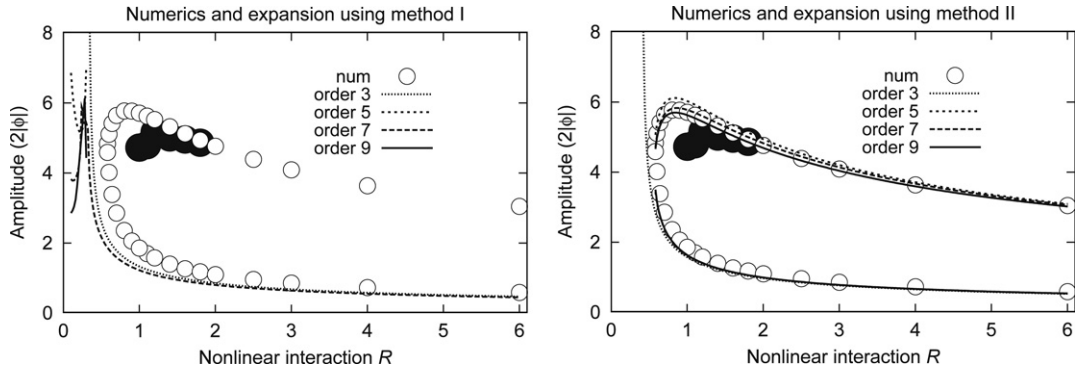 Numerics and expansion using method I
Amplitude (2|ϕ|)
8
6
4
2
0
num
order 3
order 5
order 7
order 9
0 1 2 3 4 5 6
Nonlinear interaction R
Numerics and expansion using method II
Amplitude (2|ϕ|)
8
6
4
2
0
num
order 3
order 5
order 7
order 9
0 1 2 3 4 5 6
Nonlinear interaction R